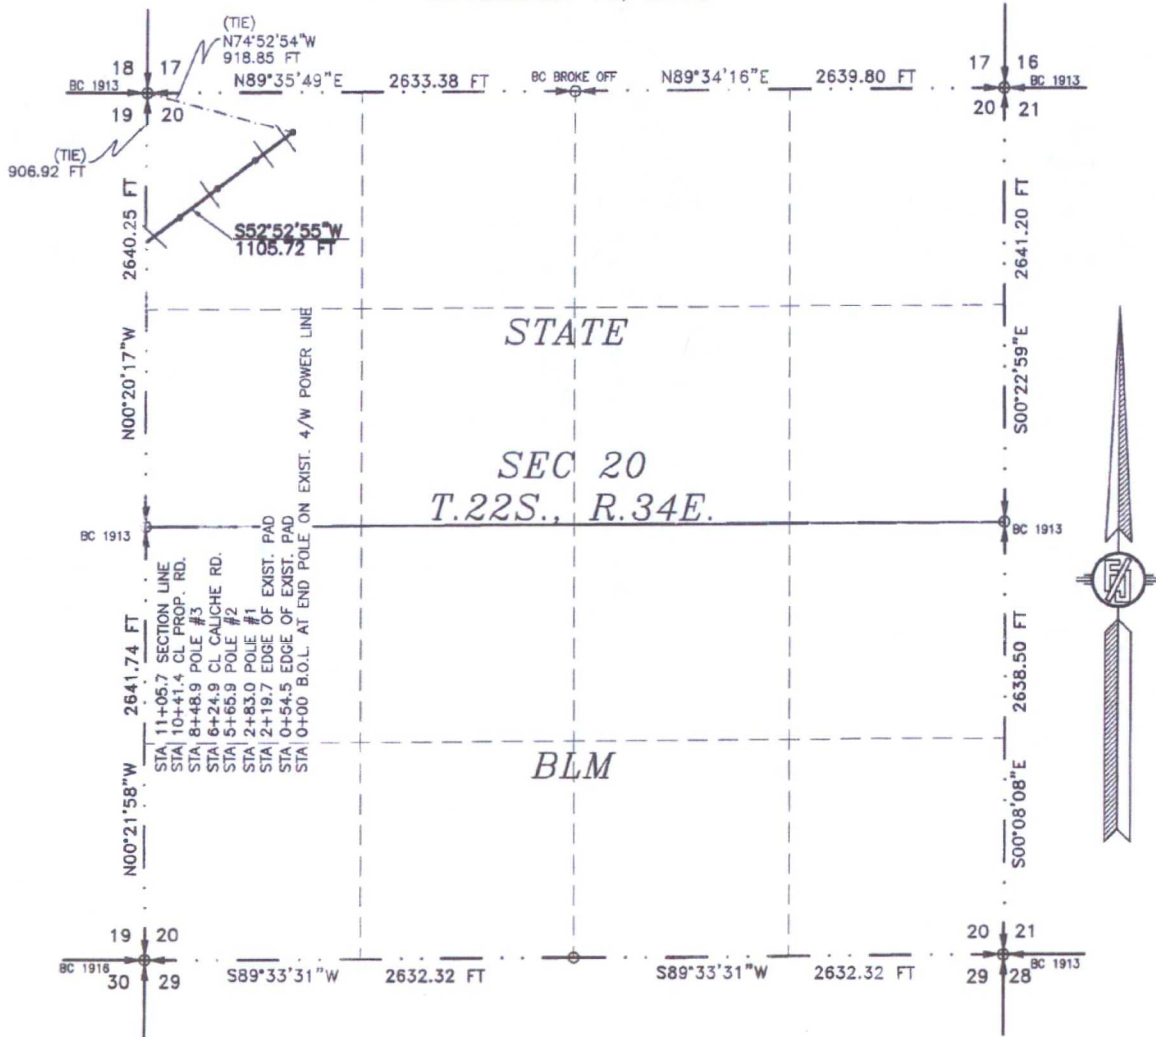 (TIE)
N74°52'54"W
918.85 FT
18 17
17 16
BC 1913
N89°35'49"E 2633.38 FT
BC BROKE OFF
N89°34'16"E 2639.80 FT
BC 1913
19 20
20 21
(TIE)
906.92 FT
S52°52'55"W
1105.72 FT
2640.25 FT
N00°20'17"W
2641.20 FT
S00°22'59"E
STATE
SEC 20
T.22S., R.34E.
BC 1913
BC 1913
STA 11+05.7 SECTION LINE
STA 10+41.4 CL PROP. RD.
STA 8+48.9 POLE #3
STA 6+24.9 CL CALICHE RD.
STA 5+65.9 POLE #2
STA 2+83.0 POLE #1
STA 2+19.7 EDGE OF EXIST. PAD
STA 0+54.5 EDGE OF EXIST. PAD
STA 0+00 B.O.L. AT END POLE ON EXIST. 4/W POWER LINE
2641.74 FT
N00°21'58"W
2638.50 FT
S00°08'08"E
BLM
19 20
20 21
BC 1916
S89°33'31"W 2632.32 FT
S89°33'31"W 2632.32 FT
BC 1913
30 29
29 28